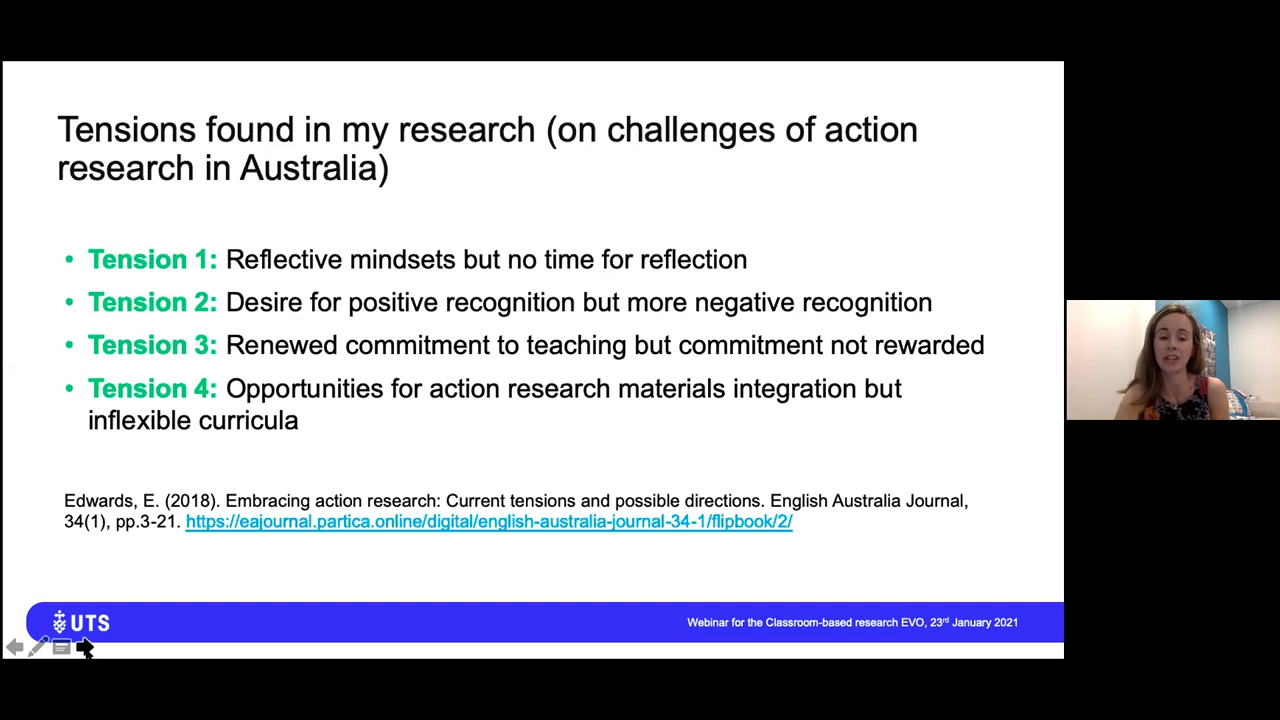 Tensions found in my research (on challenges of action
research in Australia)
• Tension 1: Reflective mindsets but no time for reflection
• Tension 2: Desire for positive recognition but more negative recognition
• Tension 3: Renewed commitment to teaching but commitment not rewarded
• Tension 4: Opportunities for action research materials integration but
inflexible curricula
Edwards, E. (2018). Embracing action research: Current tensions and possible directions. English Australia Journal,
34(1), pp.3-21. https://eajournal.partica.online/digital/english-australia-journal-34-1/flipbook/2/
UTS
Webinar for the Classroom-based research EVO, 23rd January 2021